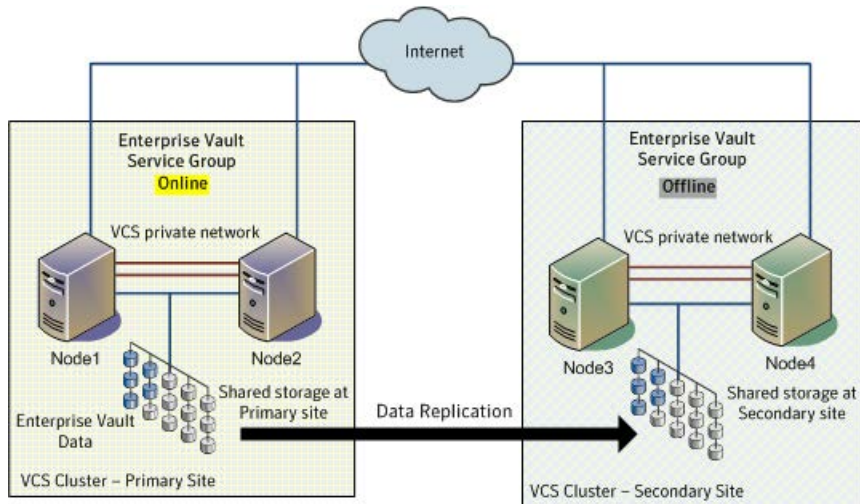 Internet
Enterprise Vault
Service Group
Online
VCS private network
Node1
Node2
Enterprise Vault
Data
Shared storage at
Primary site
VCS Cluster – Primary Site
Data Replication
Enterprise Vault
Service Group
Offline
VCS private network
Node3
Node4
Shared storage at
Secondary site
VCS Cluster – Secondary Site